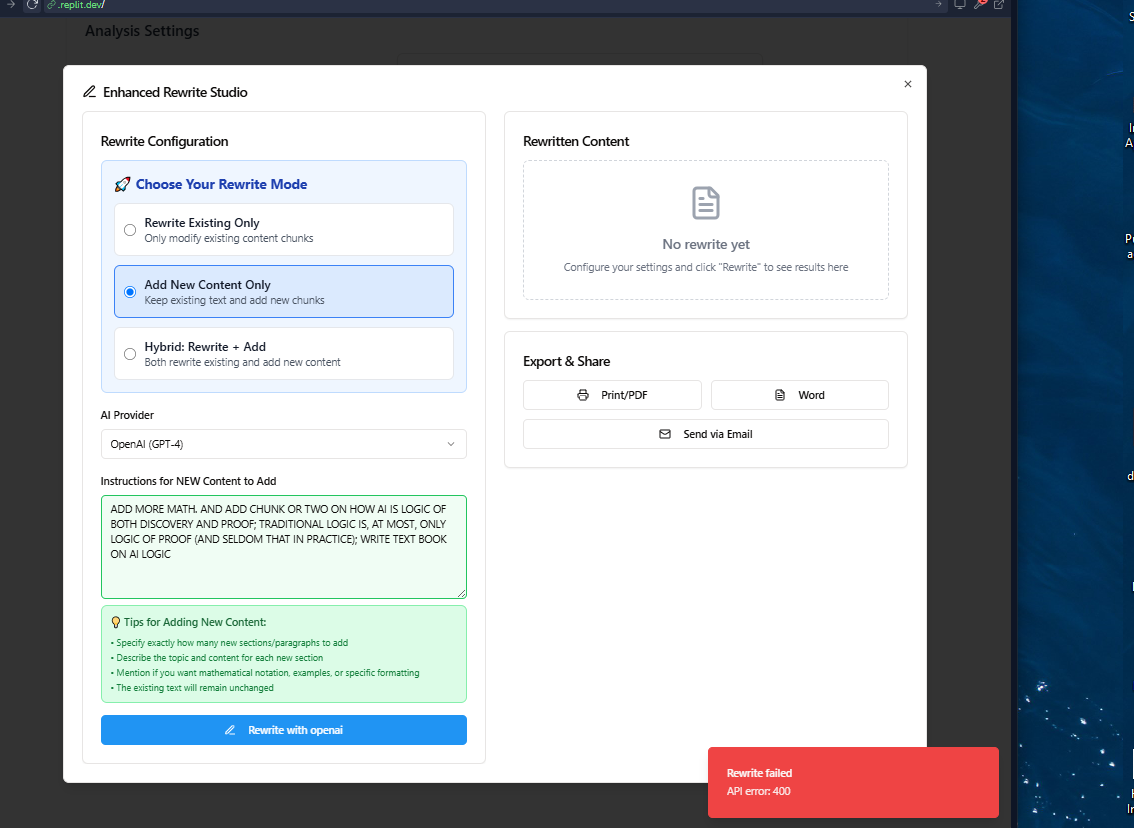 .replit.dev/
Analysis Settings
Enhanced Rewrite Studio
Rewrite Configuration
🚀 Choose Your Rewrite Mode
Rewrite Existing Only
Only modify existing content chunks
Add New Content Only
Keep existing text and add new chunks
Hybrid: Rewrite + Add
Both rewrite existing and add new content
AI Provider
OpenAI (GPT-4)
Instructions for NEW Content to Add
ADD MORE MATH. AND ADD CHUNK OR TWO ON HOW AI IS LOGIC OF
BOTH DISCOVERY AND PROOF; TRADITIONAL LOGIC IS, AT MOST, ONLY
LOGIC OF PROOF (AND SELDOM THAT IN PRACTICE); WRITE TEXT BOOK
ON AI LOGIC
💡 Tips for Adding New Content:
• Specify exactly how many new sections/paragraphs to add
• Describe the topic and content for each new section
• Mention if you want mathematical notation, examples, or specific formatting
• The existing text will remain unchanged
Rewrite with openai
Rewritten Content
No rewrite yet
Configure your settings and click "Rewrite" to see results here
Export & Share
Print/PDF
Word
Send via Email
Rewrite failed
API error: 400